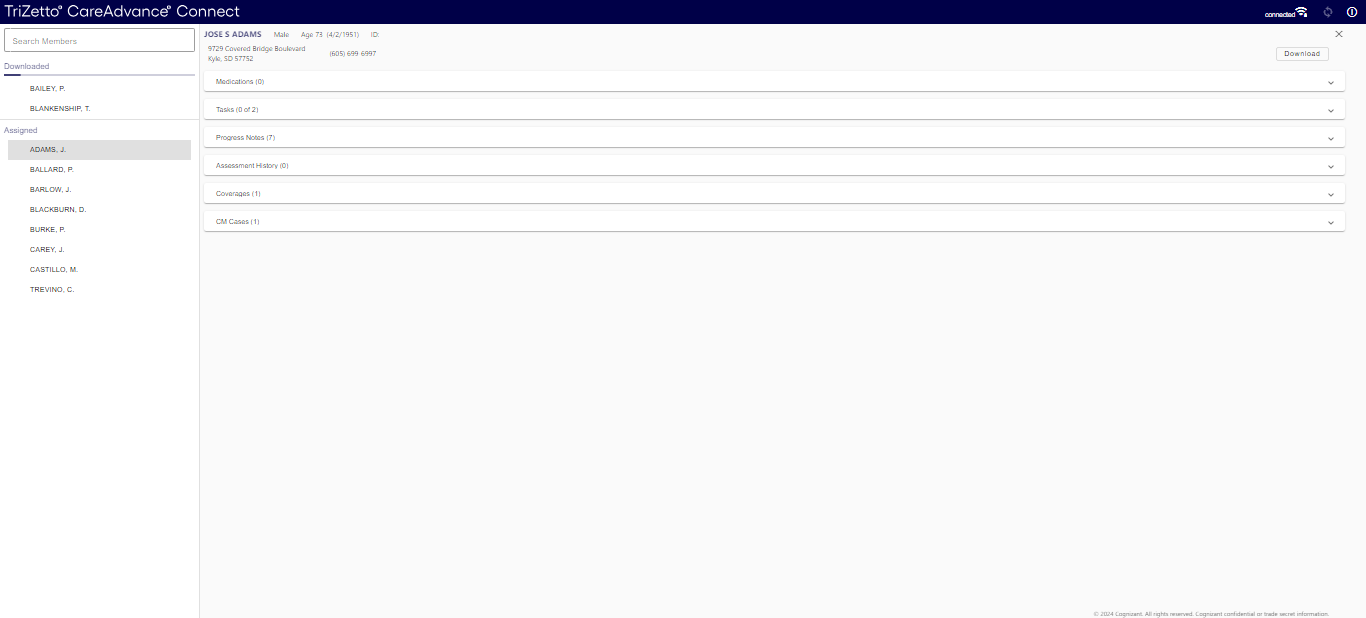 TriZetto® CareAdvance® Connect
connected
Search Members
Downloaded
BAILEY, P.
BLANKENSHIP, T.
Assigned
ADAMS, J.
BALLARD, P.
BARLOW, J.
BLACKBURN, D.
BURKE, P.
CAREY, J.
CASTILLO, M.
TREVINO, C.
JOSE S ADAMS Male Age 73 (4/2/1951) ID:
9729 Covered Bridge Boulevard
Kyle, SD 57752
(605) 699-6997
Download
Medications (0)
Tasks (0 of 2)
Progress Notes (7)
Assessment History (0)
Coverages (1)
CM Cases (1)
© 2024 Cognizant. All rights reserved. Cognizant confidential or trade secret information.